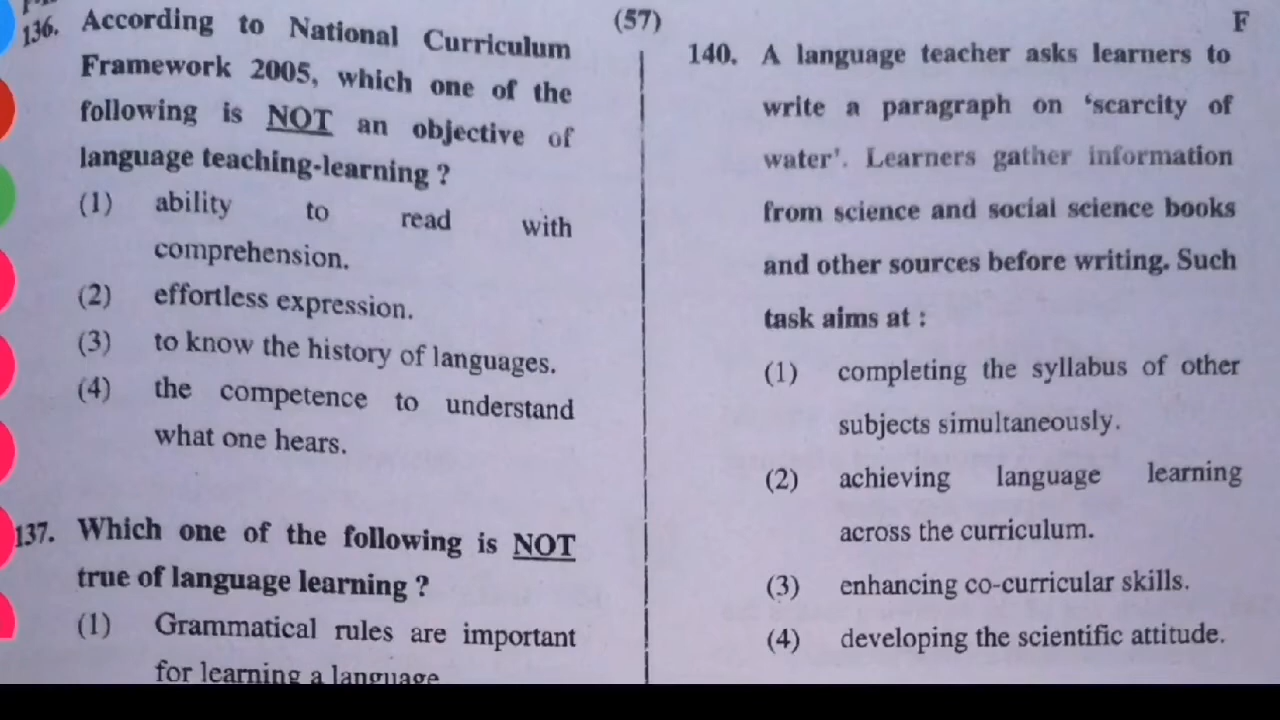 136. According to National Curriculum
Framework 2005, which one of the
following is NOT an objective of
language teaching-learning ?
(1) ability to read with
comprehension.
(2) effortless expression.
(3) to know the history of languages.
(4) the competence to understand
what one hears.
137. Which one of the following is NOT
true of language learning ?
(1) Grammatical rules are important
for learning a language
(57)
F
140. A language teacher asks learners to
write a paragraph on ‘scarcity of
water’. Learners gather information
from science and social science books
and other sources before writing. Such
task aims at :
(1) completing the syllabus of other
subjects simultaneously.
(2) achieving language learning
across the curriculum.
(3) enhancing co-curricular skills.
(4) developing the scientific attitude.